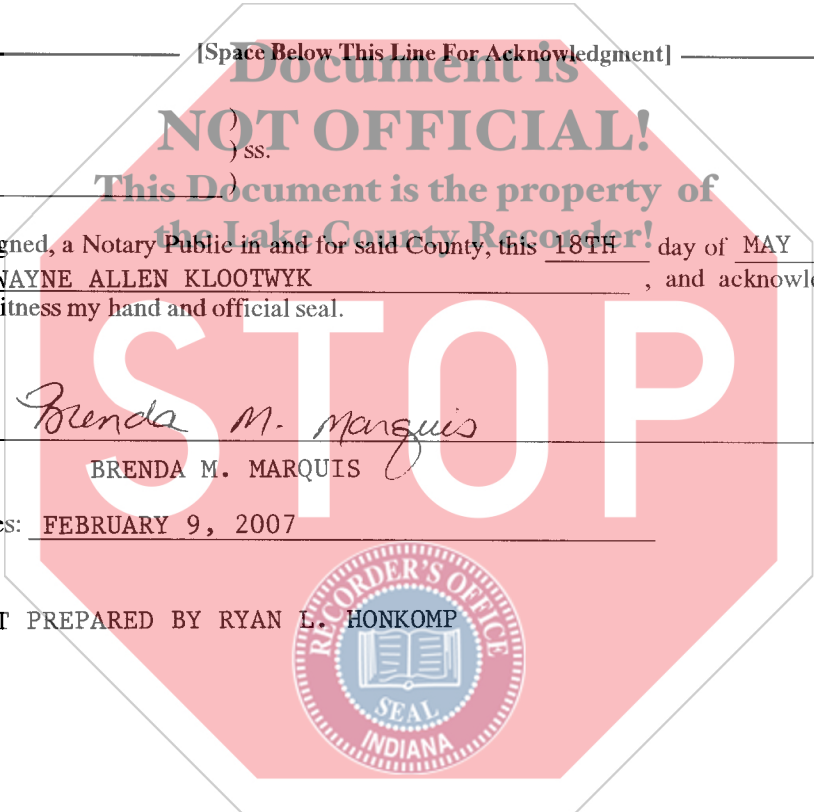 [Space Below This Line For Acknowledgment]
Document is
NOT OFFICIAL!
)
) ss.
)
This Document is the property of
the Lake County Recorder!
gned, a Notary Public in and for said County, this 18TH day of MAY
WAYNE ALLEN KLOOTWYK , and acknowle
itness my hand and official seal.
STOP
Brenda M. Marquis
BRENDA M. MARQUIS
es: FEBRUARY 9, 2007
T PREPARED BY RYAN L. HONKOMP
RECORDER'S OFFICE
SEAL
INDIANA